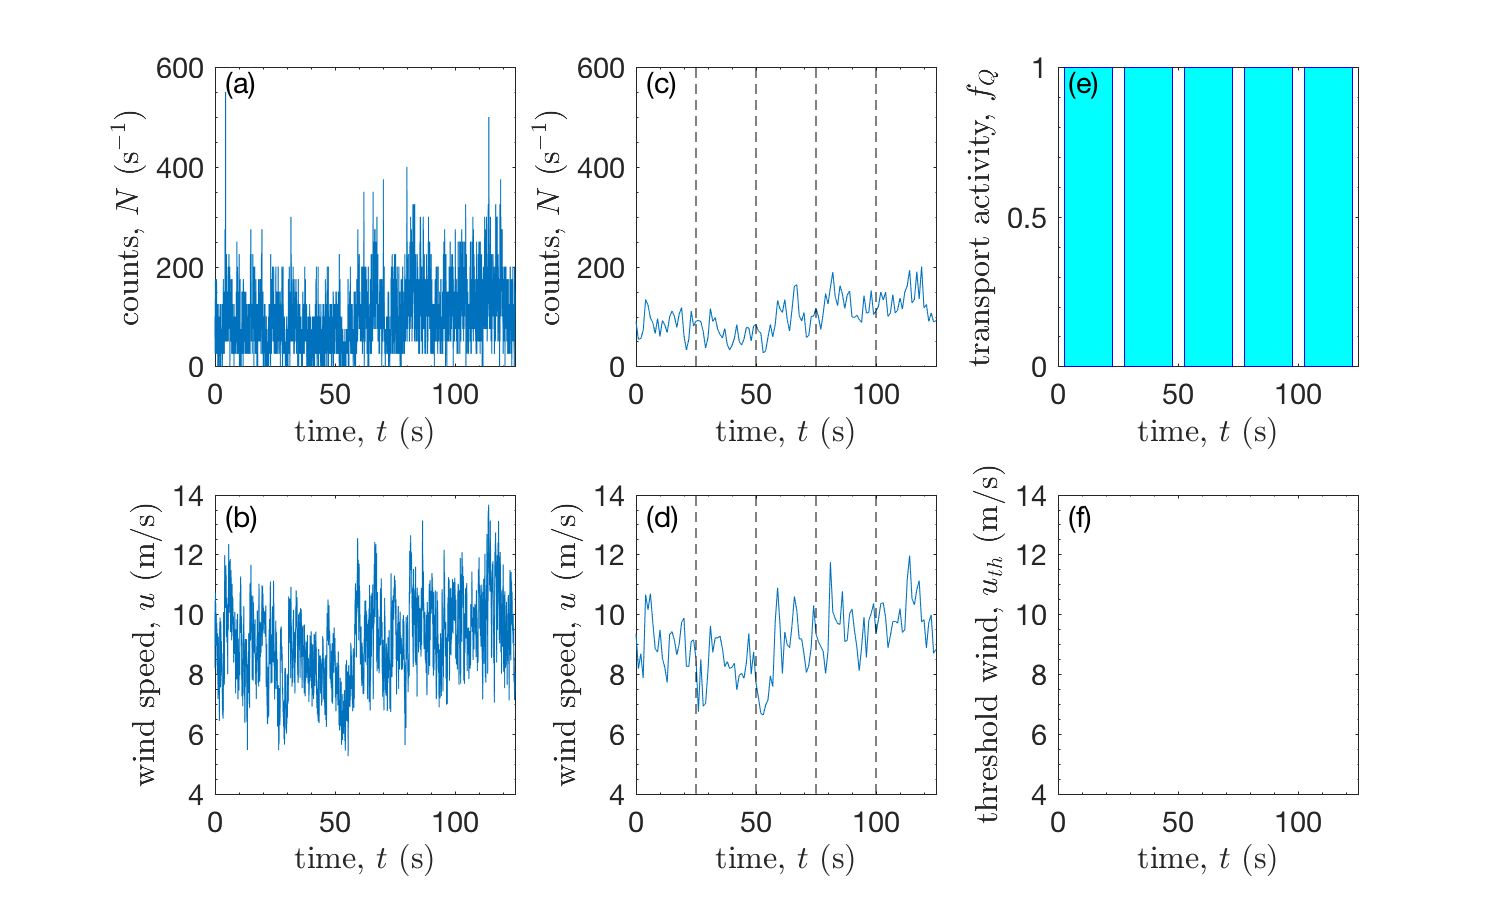 (a)
600
400
200
0
counts, N (s⁻¹)
0 50 100
time, t (s)
(c)
600
400
200
0
counts, N (s⁻¹)
0 50 100
time, t (s)
(e)
1
0.5
0
transport activity, f_Q
0 50 100
time, t (s)
(b)
14
12
10
8
6
4
wind speed, u (m/s)
0 50 100
time, t (s)
(d)
14
12
10
8
6
4
wind speed, u (m/s)
0 50 100
time, t (s)
(f)
14
12
10
8
6
4
threshold wind, u_th (m/s)
0 50 100
time, t (s)